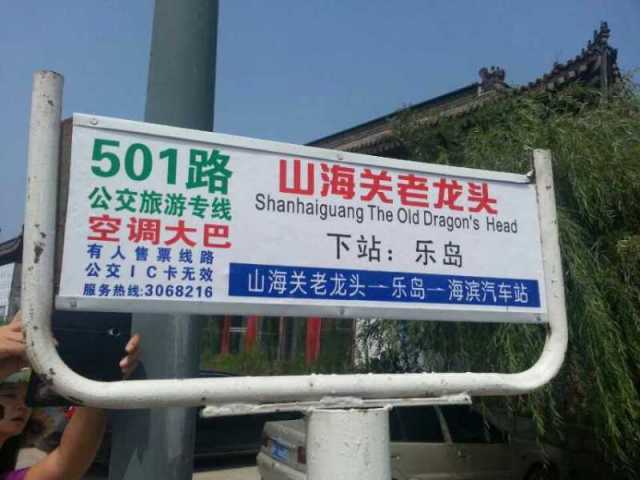 501路
公交旅游专线
空调大巴
有人售票线路
公交IC卡无效
服务热线:3068216
山海关老龙头
Shanhaiguang The Old Dragon's Head
下站：乐岛
山海关老龙头一乐岛一海滨汽车站